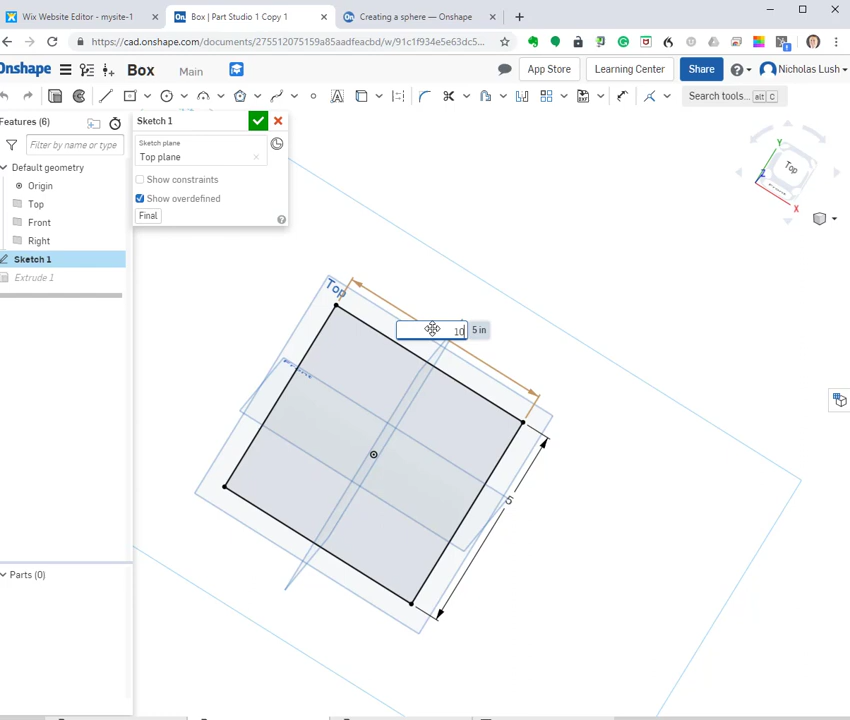 Wix Website Editor - mysite-1
Box | Part Studio 1 Copy 1
Creating a sphere — Onshape
https://cad.onshape.com/documents/275512075159a85aadfeacbd/w/91c1f934e5e63dc5...
Onshape
Box
Main
App Store
Learning Center
Share
Nicholas Lush
Search tools...
alt
C
Features (6)
Filter by name or type
Default geometry
Origin
Top
Front
Right
Sketch 1
Extrude 1
Parts (0)
Sketch 1
Sketch plane
Top plane
Show constraints
Show overdefined
Final
Top
10
5 in
5
Y
Top
Z
X